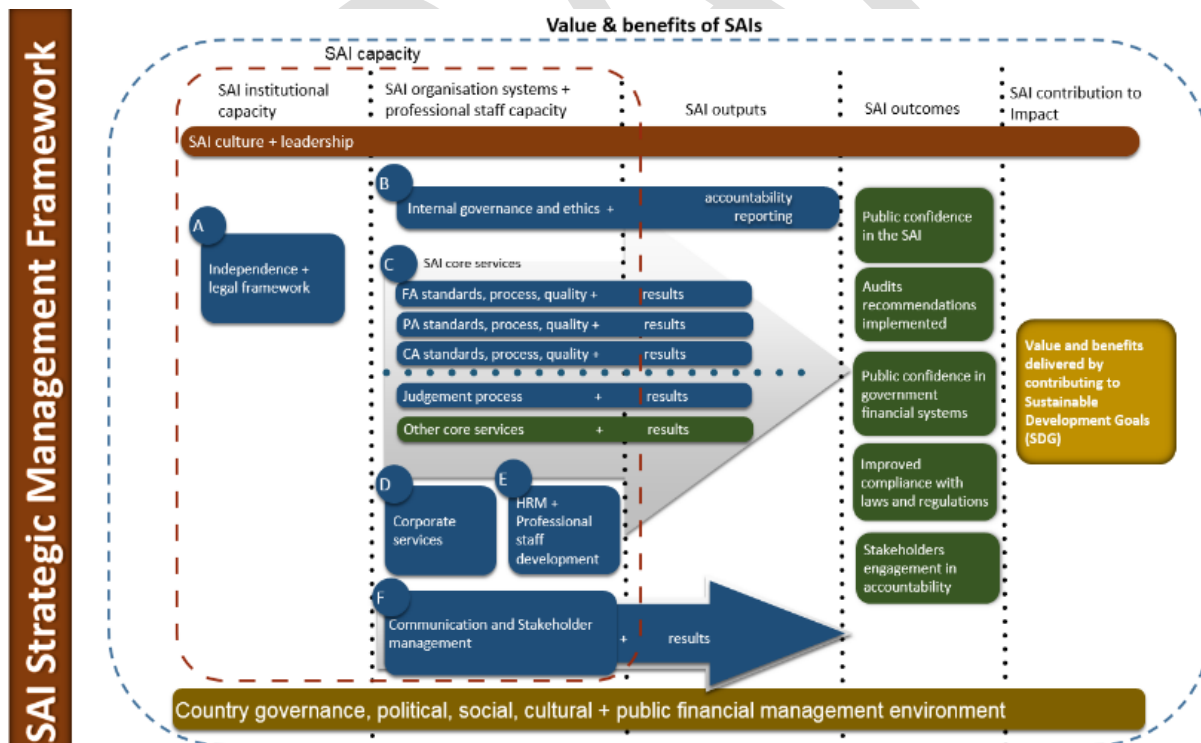 SAI Strategic Management Framework
Value & benefits of SAIs
SAI capacity
SAI institutional
capacity
SAI organisation systems +
professional staff capacity
SAI outputs
SAI outcomes
SAI contribution to
Impact
SAI culture + leadership
A
Independence +
legal framework
B
Internal governance and ethics +
accountability
reporting
C
SAI core services
FA standards, process, quality + results
PA standards, process, quality + results
CA standards, process, quality + results
Judgement process + results
Other core services + results
D
Corporate
services
E
HRM +
Professional
staff
development
F
Communication and Stakeholder
management
+ results
Public confidence
in the SAI
Audits
recommendations
implemented
Public confidence in
government
financial systems
Improved
compliance with
laws and regulations
Stakeholders
engagement in
accountability
Value and benefits
delivered by
contributing to
Sustainable
Development Goals
(SDG)
Country governance, political, social, cultural + public financial management environment